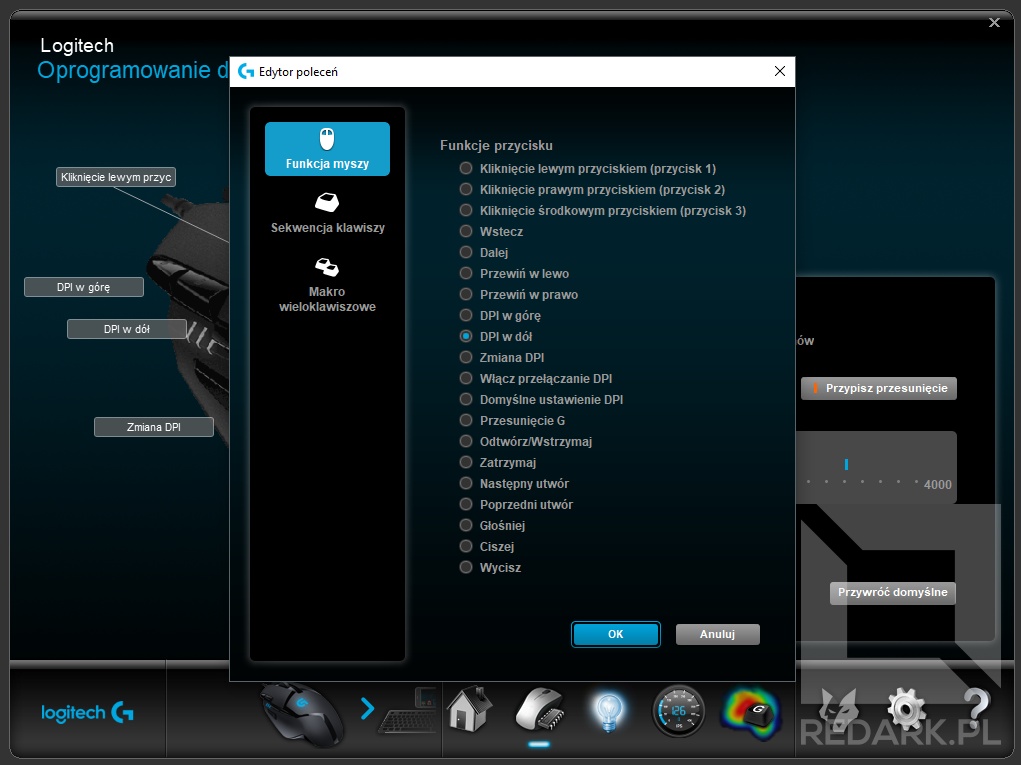 Logitech
Oprogramowanie d
Edytor poleceń
Funkcja myszy
Sekwencja klawiszy
Makro
wieloklawiszowe
Funkcje przycisku
Kliknięcie lewym przyciskiem (przycisk 1)
Kliknięcie prawym przyciskiem (przycisk 2)
Kliknięcie środkowym przyciskiem (przycisk 3)
Wstecz
Dalej
Przewiń w lewo
Przewiń w prawo
DPI w górę
DPI w dół
Zmiana DPI
Włącz przełączanie DPI
Domyślne ustawienie DPI
Przesunięcie G
Odtwórz/Wstrzymaj
Zatrzymaj
Następny utwór
Poprzedni utwór
Głośniej
Ciszej
Wycisz
OK
Anuluj
Kliknięcie lewym przyc
DPI w górę
DPI w dół
Zmiana DPI
ów
Przypisz przesunięcie
4000
Przywróć domyślne
logitech G
126
G
?
REDARK.PL